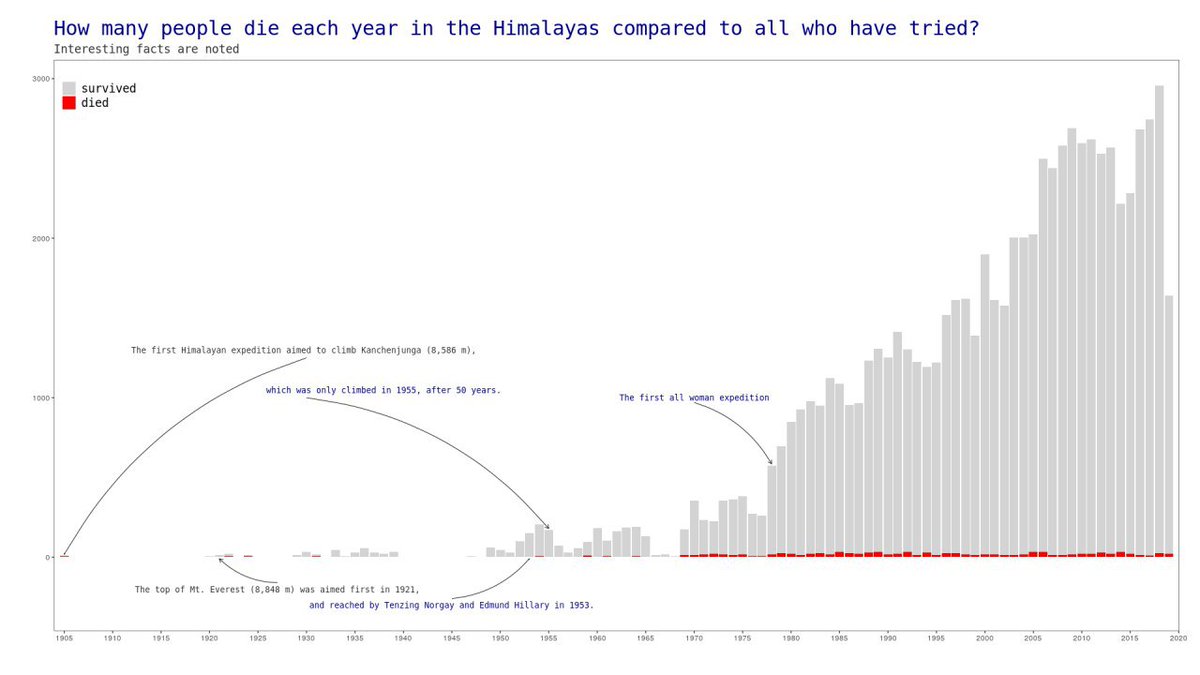 How many people die each year in the Himalayas compared to all who have tried?
Interesting facts are noted
3000
survived
died
2000
The first Himalayan expedition aimed to climb Kanchenjunga (8,586 m),
which was only climbed in 1955, after 50 years.
1000
The first all woman expedition
0
The top of Mt. Everest (8,848 m) was aimed first in 1921,
and reached by Tenzing Norgay and Edmund Hillary in 1953.
1905 1910 1915 1920 1925 1930 1935 1940 1945 1950 1955 1960 1965 1970 1975 1980 1985 1990 1995 2000 2005 2010 2015 2020